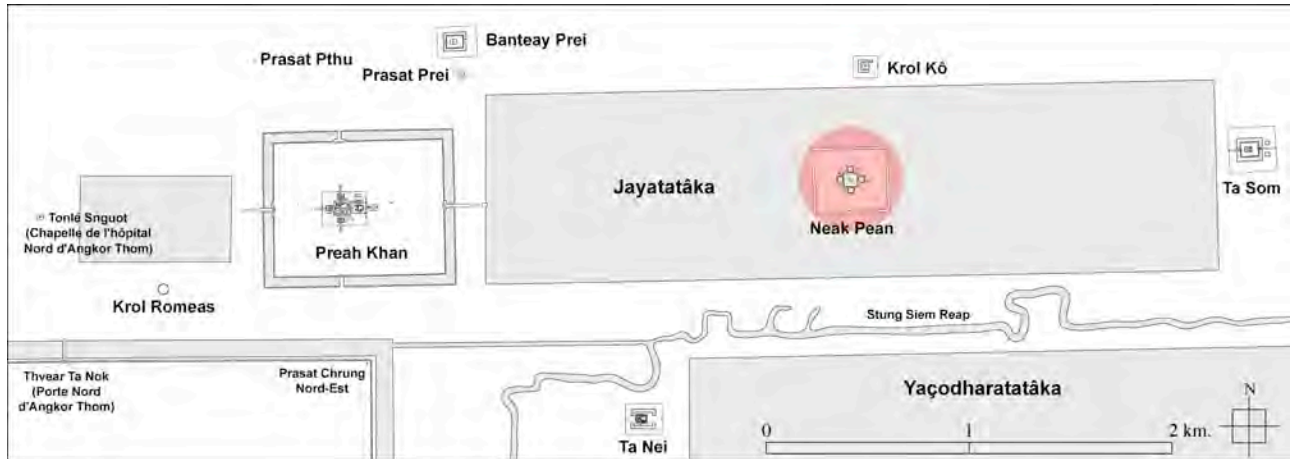 Banteay Prei
Prasat Pthu
Prasat Prei
Krol Kô
Jayatatâka
Neak Pean
Ta Som
Tonlé Snguot
(Chapelle de l'hôpital
Nord d'Angkor Thom)
Preah Khan
Krol Romeas
Stung Siem Reap
Thvear Ta Nok
(Porte Nord
d'Angkor Thom)
Prasat Chrung
Nord-Est
Yaçodharatatâka
N
Ta Nei
0 1 2 km.